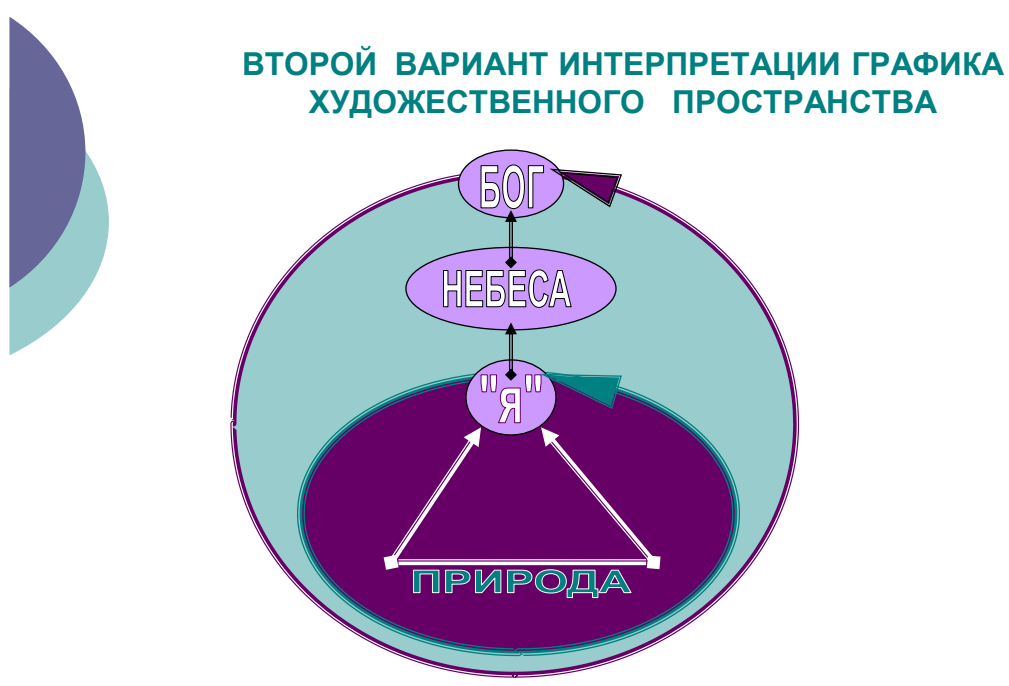 ВТОРОЙ ВАРИАНТ ИНТЕРПРЕТАЦИИ ГРАФИКА
ХУДОЖЕСТВЕННОГО ПРОСТРАНСТВА
БОГ
НЕБЕСА
"Я"
ПРИРОДА